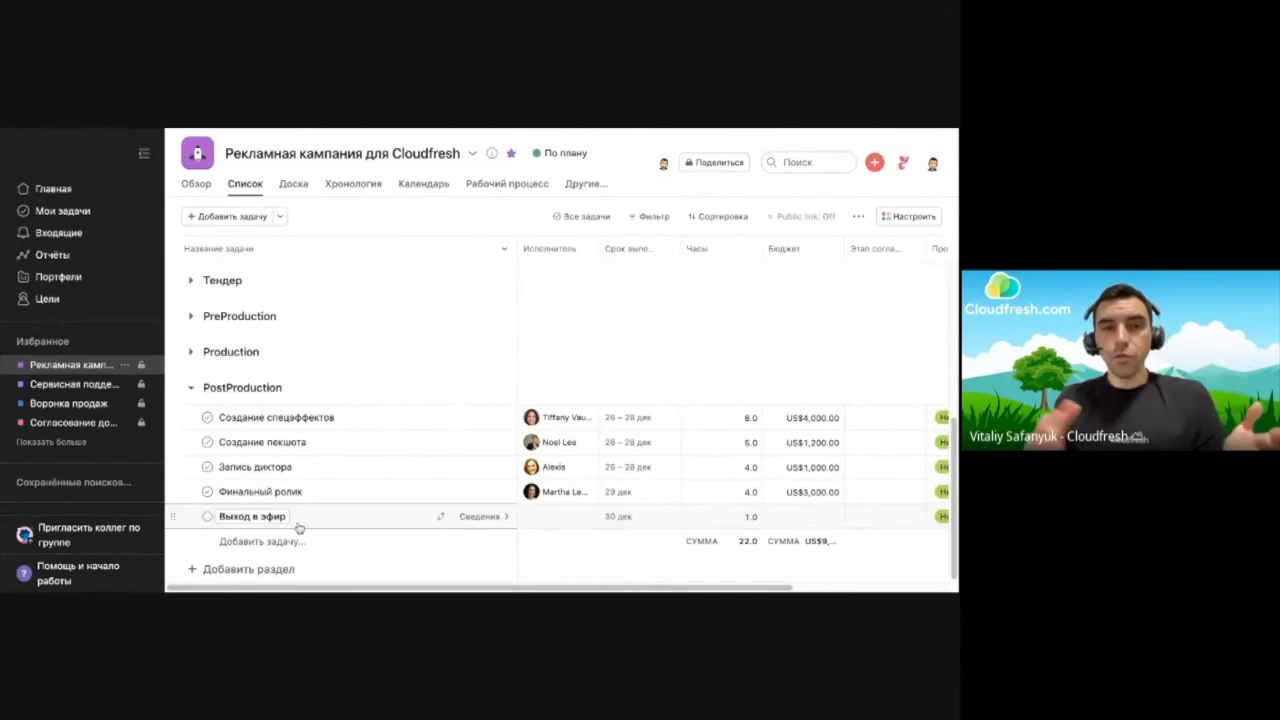 Рекламная кампания для Cloudfresh
По плану
Поделиться
Поиск
Обзор
Список
Доска
Хронология
Календарь
Рабочий процесс
Другие...
Главная
Мои задачи
Входящие
Отчёты
Портфели
Цели
Избранное
Рекламная камп... ...
Сервисная подде...
Воронка продаж
Согласование до...
Показать больше
Сохранённые поисков...
Пригласить коллег по
группе
? Помощь и начало
работы
+ Добавить задачу
Все задачи
Фильтр
Сортировка
Public link: Off
...
Настроить
Название задачи
Исполнитель
Срок выпо...
Часы
Бюджет
Этап согла...
Про
Тендер
PreProduction
Production
PostProduction
Создание спецэффектов Tiffany Vau... 26 – 28 дек 8.0 US$4,000.00
Создание пекшота Noel Lee 26 – 28 дек 5.0 US$1,200.00
Запись диктора Alexis 26 – 28 дек 4.0 US$1,000.00
Финальный ролик Martha Le... 29 дек 4.0 US$3,000.00
Выход в эфир Сведения 30 дек 1.0
Добавить задачу... СУММА 22.0 СУММА US$9,...
+ Добавить раздел
Cloudfresh.com
Vitaliy Safanyuk - Cloudfresh